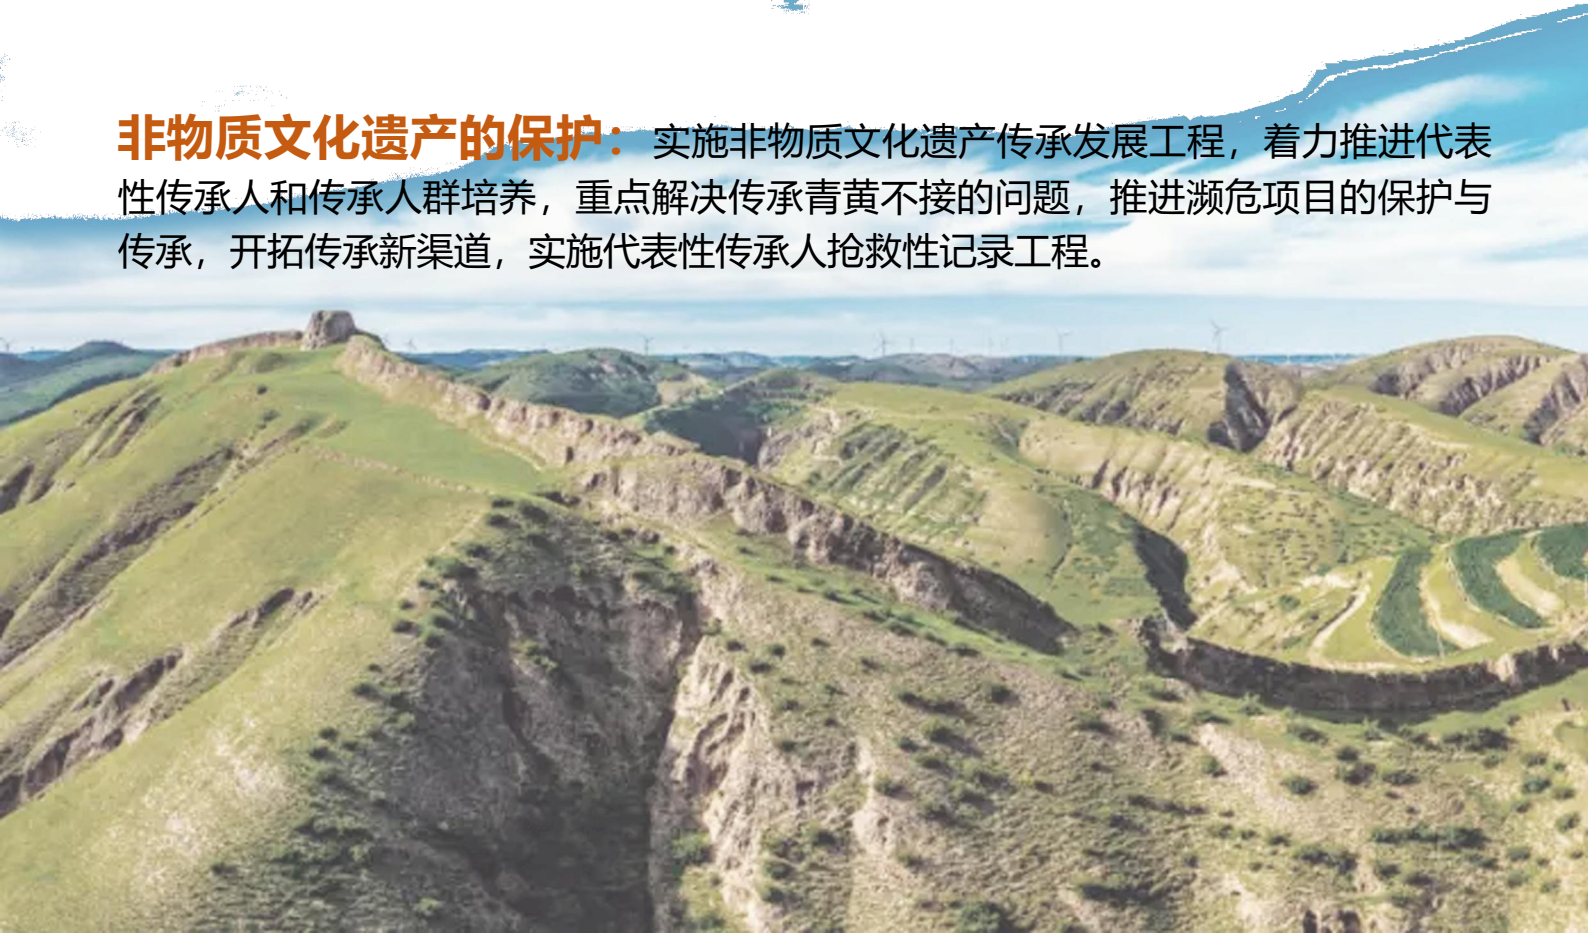 非物质文化遗产的保护：实施非物质文化遗产传承发展工程，着力推进代表
性传承人和传承人群培养，重点解决传承青黄不接的问题，推进濒危项目的保护与
传承，开拓传承新渠道，实施代表性传承人抢救性记录工程。